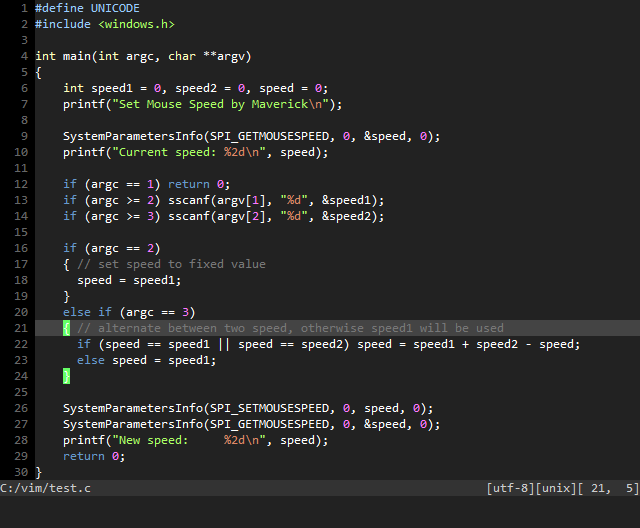 1 #define UNICODE
2 #include <windows.h>
3
4 int main(int argc, char **argv)
5 {
6     int speed1 = 0, speed2 = 0, speed = 0;
7     printf("Set Mouse Speed by Maverick\n");
8
9     SystemParametersInfo(SPI_GETMOUSESPEED, 0, &speed, 0);
10     printf("Current speed: %2d\n", speed);
11
12     if (argc == 1) return 0;
13     if (argc >= 2) sscanf(argv[1], "%d", &speed1);
14     if (argc >= 3) sscanf(argv[2], "%d", &speed2);
15
16     if (argc == 2)
17     { // set speed to fixed value
18       speed = speed1;
19     }
20     else if (argc == 3)
21     { // alternate between two speed, otherwise speed1 will be used
22       if (speed == speed1 || speed == speed2) speed = speed1 + speed2 - speed;
23       else speed = speed1;
24     }
25
26     SystemParametersInfo(SPI_SETMOUSESPEED, 0, speed, 0);
27     SystemParametersInfo(SPI_GETMOUSESPEED, 0, &speed, 0);
28     printf("New speed:     %2d\n", speed);
29     return 0;
30 }
C:/vim/test.c [utf-8][unix][ 21,  5]